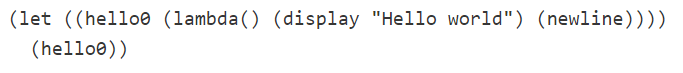 (let ((hello0 (lambda() (display "Hello world") (newline))))
  (hello0))